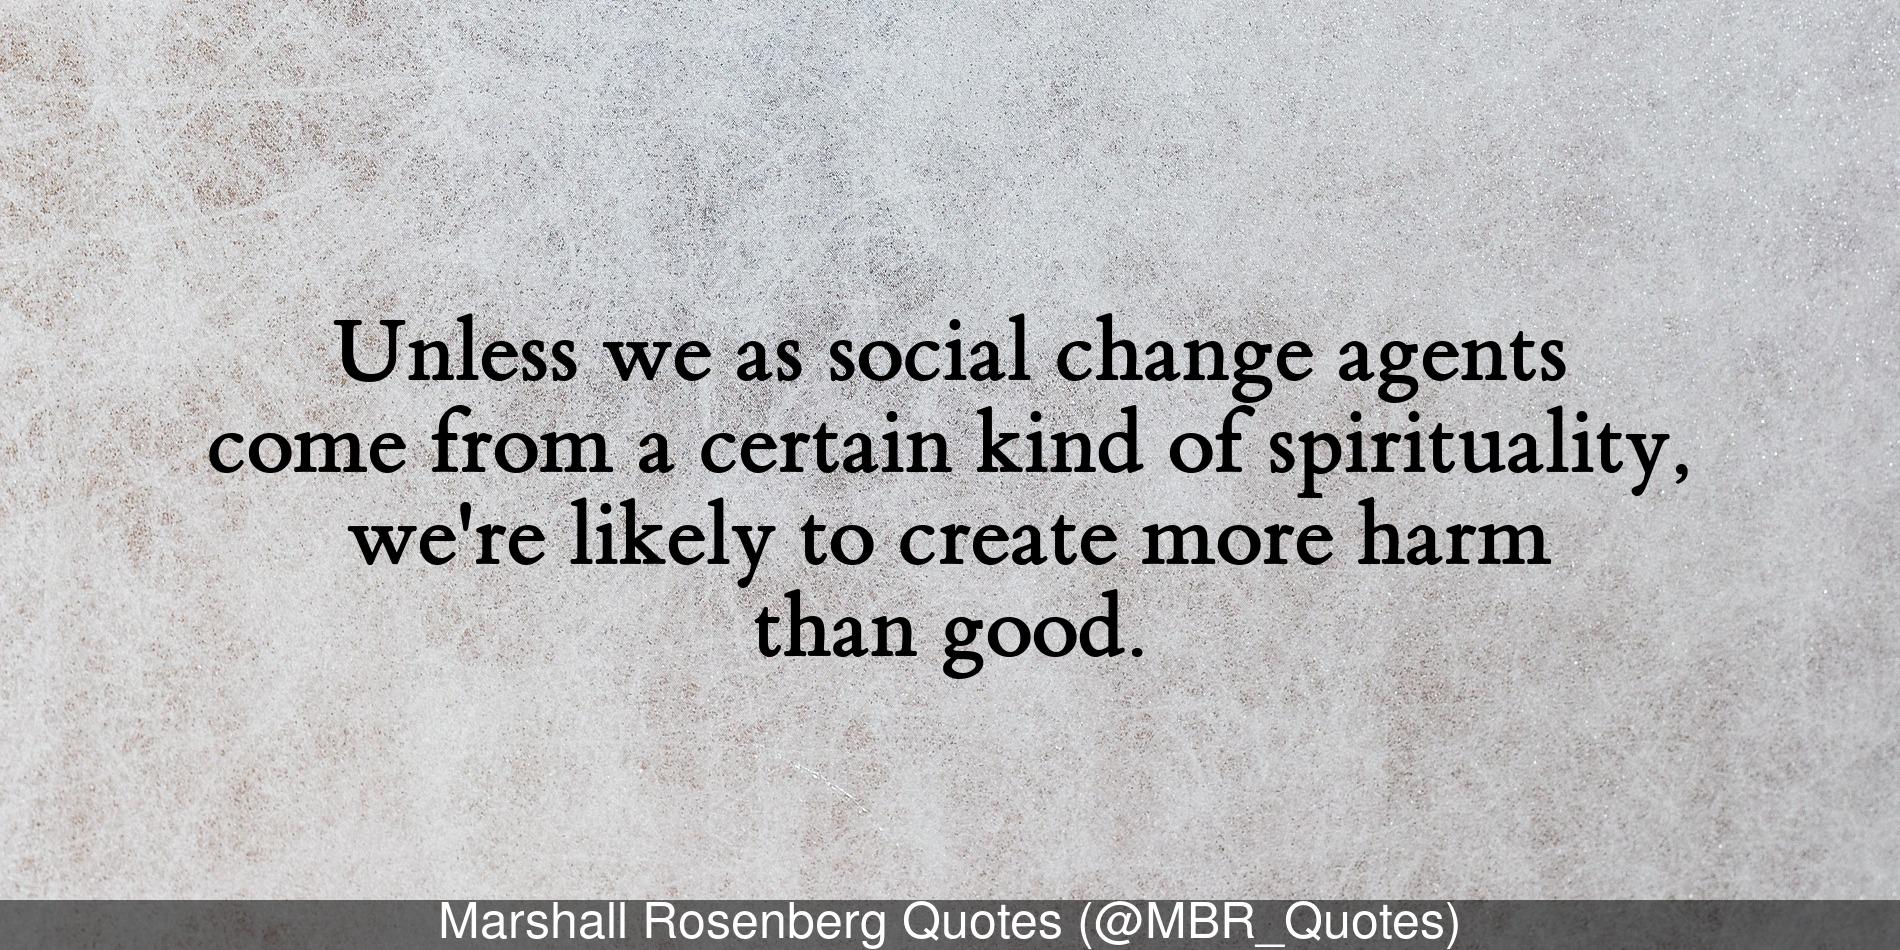 Unless we as social change agents
come from a certain kind of spirituality,
we're likely to create more harm
than good.
Marshall Rosenberg Quotes (@MBR_Quotes)